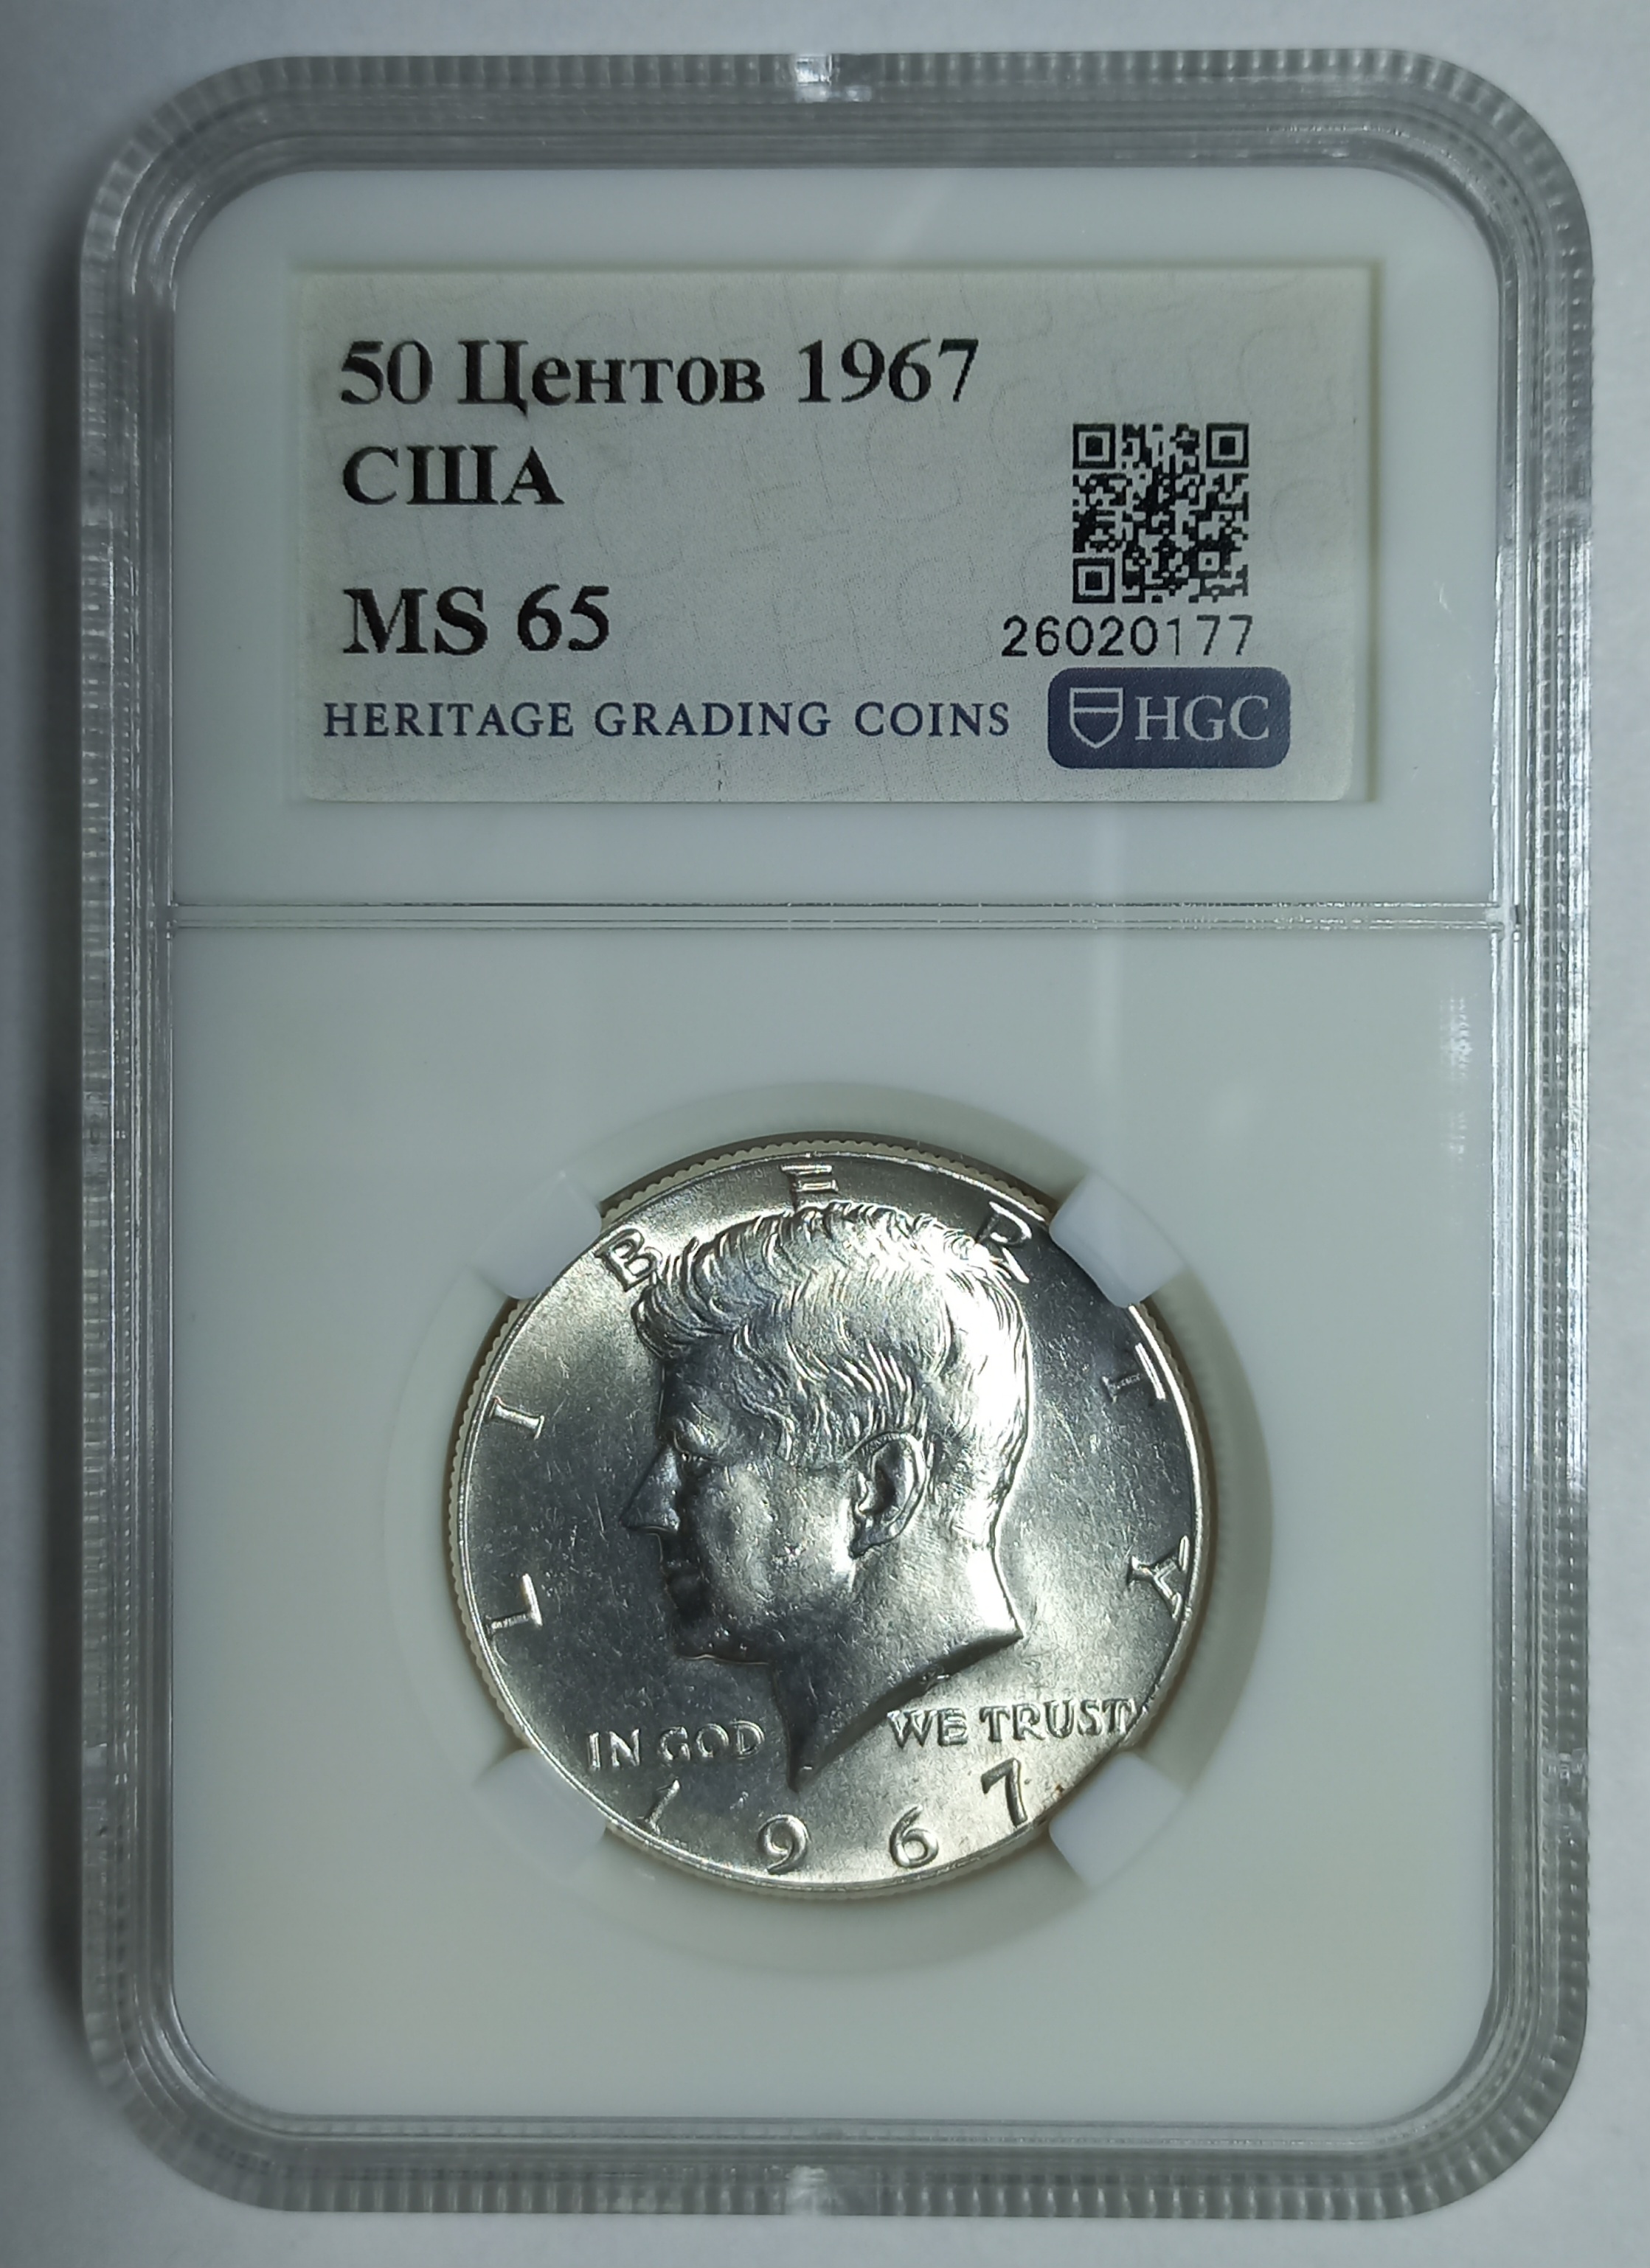 50 Центов 1967
США
MS 65
26020177
HERITAGE GRADING COINS HGC
LIBERTY
IN GOD WE TRUST
1967